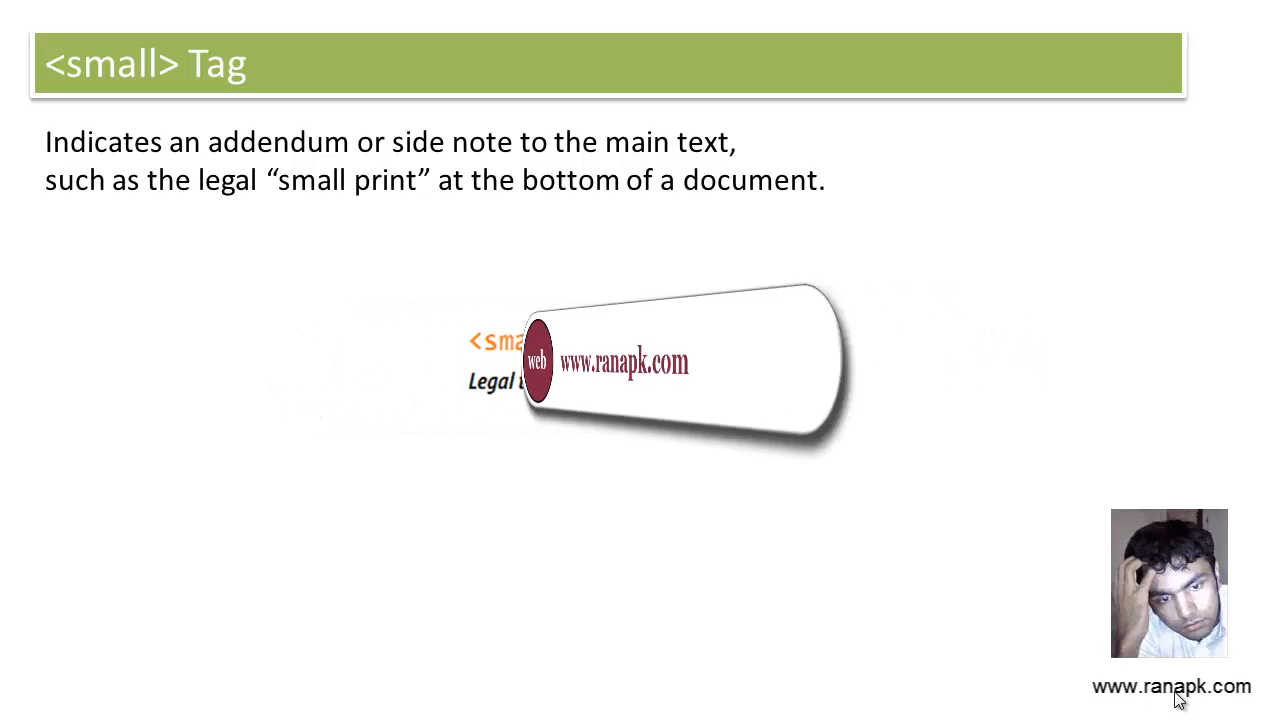 <small> Tag
Indicates an addendum or side note to the main text,
such as the legal “small print” at the bottom of a document.
<sma
Legal
web www.ranapk.com
www.ranapk.com